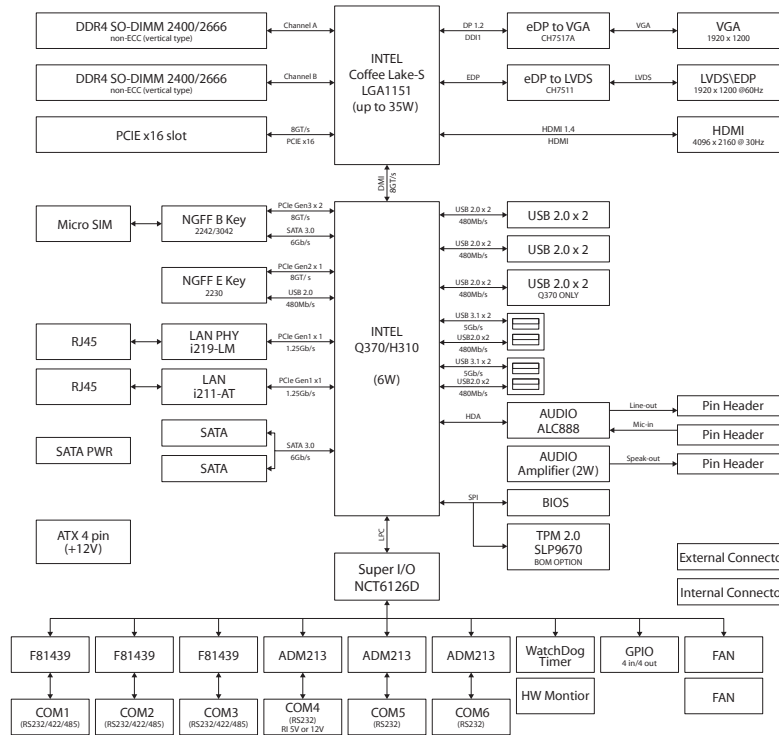 DDR4 SO-DIMM 2400/2666
non-ECC (vertical type)
Channel A
DDR4 SO-DIMM 2400/2666
non-ECC (vertical type)
Channel B
PCIE x16 slot
8GT/s
PCIE x16
INTEL
Coffee Lake-S
LGA1151
(up to 35W)
DP 1.2
DDI1
eDP to VGA
CH7517A
VGA
VGA
1920 x 1200
EDP
eDP to LVDS
CH7511
LVDS
LVDS\EDP
1920 x 1200 @60Hz
HDMI 1.4
HDMI
HDMI
4096 x 2160 @ 30Hz
DMI
8GT/s
Micro SIM
NGFF B Key
2242/3042
PCIe Gen3 x 2
8GT/s
SATA 3.0
6Gb/s
NGFF E Key
2230
PCIe Gen2 x 1
8GT/ s
USB 2.0
480Mb/s
RJ45
LAN PHY
i219-LM
PCIe Gen1 x 1
1.25Gb/s
RJ45
LAN
i211-AT
PCIe Gen1 x1
1.25Gb/s
SATA PWR
SATA
SATA
SATA 3.0
6Gb/s
ATX 4 pin
(+12V)
INTEL
Q370/H310
(6W)
USB 2.0 x 2
480Mb/s
USB 2.0 x 2
USB 2.0 x 2
480Mb/s
USB 2.0 x 2
USB 2.0 x 2
480Mb/s
USB 2.0 x 2
Q370 ONLY
USB 3.1 x 2
5Gb/s
USB2.0 x2
480Mb/s
USB 3.1 x 2
5Gb/s
USB2.0 x2
480Mb/s
HDA
AUDIO
ALC888
Line-out
Pin Header
Mic-in
Pin Header
AUDIO
Amplifier (2W)
Speak-out
Pin Header
SPI
BIOS
TPM 2.0
SLP9670
BOM OPTION
External Connecto
Internal Connecto
LPC
Super I/O
NCT6126D
F81439
F81439
F81439
ADM213
ADM213
ADM213
WatchDog
Timer
GPIO
4 in/4 out
FAN
COM1
(RS232/422/485)
COM2
(RS232/422/485)
COM3
(RS232/422/485)
COM4
(RS232)
RI 5V or 12V
COM5
(RS232)
COM6
(RS232)
HW Montior
FAN